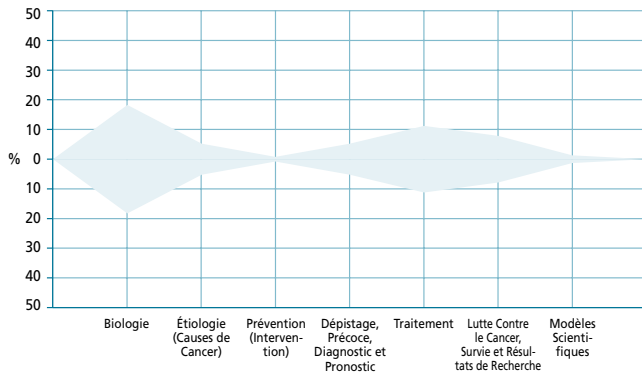 50
40
30
20
10
% 0
10
20
30
40
50
Biologie
Étiologie
(Causes de
Cancer)
Prévention
(Interven-
tion)
Dépistage,
Précoce,
Diagnostic et
Pronostic
Traitement
Lutte Contre
le Cancer,
Survie et Résul-
tats de Recherche
Modèles
Scienti-
fiques